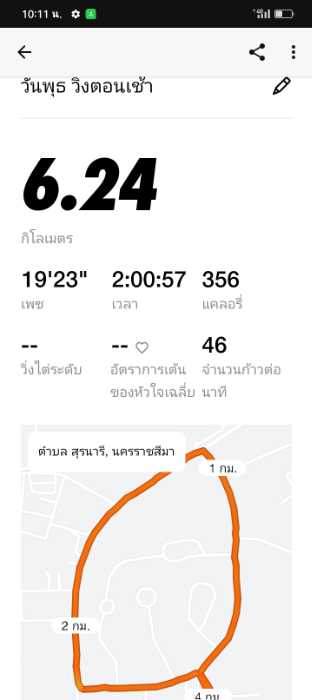 10:11 น.
วันพุธ วิ่งตอนเช้า
6.24
กิโลเมตร
19'23" 2:00:57 356
เพซ เวลา แคลอรี่
-- -- 46
วิ่งไต่ระดับ อัตราการเต้น จำนวนก้าวต่อ
ของหัวใจเฉลี่ย นาที
ตำบล สุรนารี, นครราชสีมา
1 กม.
2 กม.
4 กม.